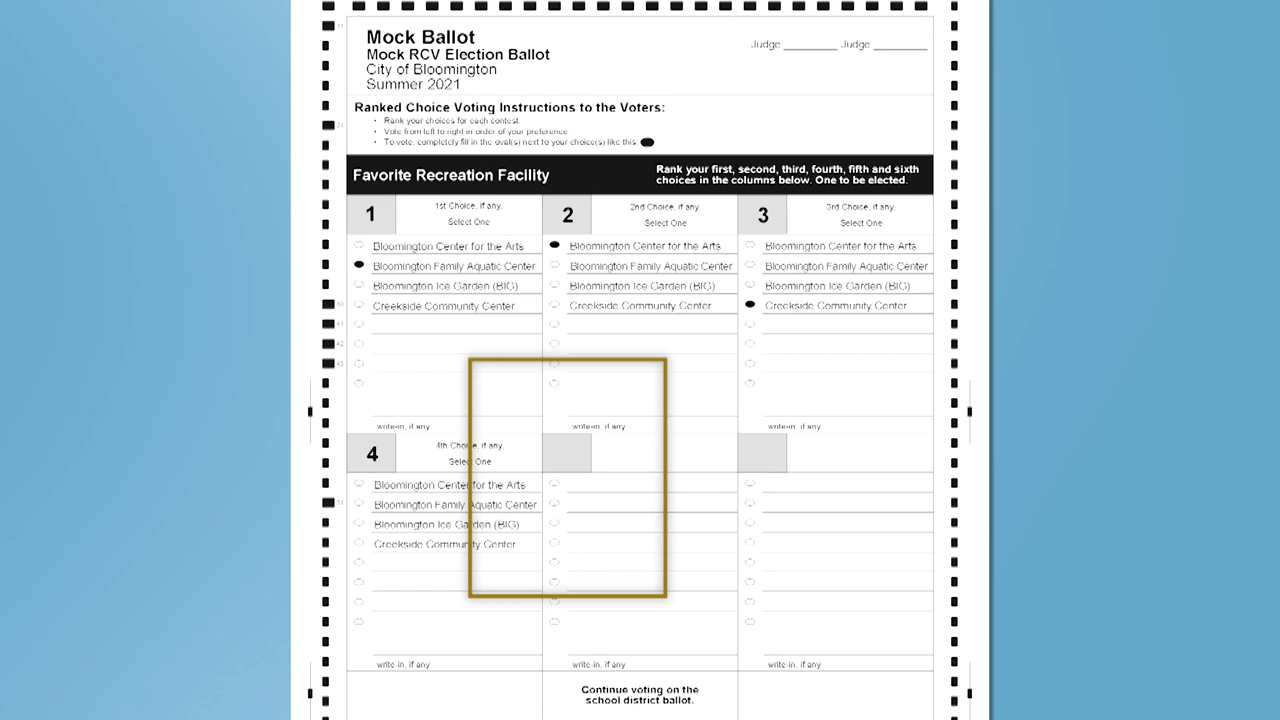 Mock Ballot
Mock RCV Election Ballot
City of Bloomington
Summer 2021
Judge ________ Judge ________
Ranked Choice Voting Instructions to the Voters:
• Rank your choices for each contest.
• Vote from left to right in order of your preference.
• To vote, completely fill in the oval(s) next to your choice(s) like this
Favorite Recreation Facility
Rank your first, second, third, fourth, fifth and sixth
choices in the columns below. One to be elected.
1
1st Choice, if any.
Select One
Bloomington Center for the Arts
Bloomington Family Aquatic Center
Bloomington Ice Garden (BIG)
Creekside Community Center
write-in, if any
2
2nd Choice, if any.
Select One
Bloomington Center for the Arts
Bloomington Family Aquatic Center
Bloomington Ice Garden (BIG)
Creekside Community Center
write-in, if any
3
3rd Choice, if any.
Select One
Bloomington Center for the Arts
Bloomington Family Aquatic Center
Bloomington Ice Garden (BIG)
Creekside Community Center
write-in, if any
4
4th Choice, if any.
Select One
Bloomington Center for the Arts
Bloomington Family Aquatic Center
Bloomington Ice Garden (BIG)
Creekside Community Center
write-in, if any
write-in, if any
write-in, if any
Continue voting on the
school district ballot.
11
21
40
41
42
43